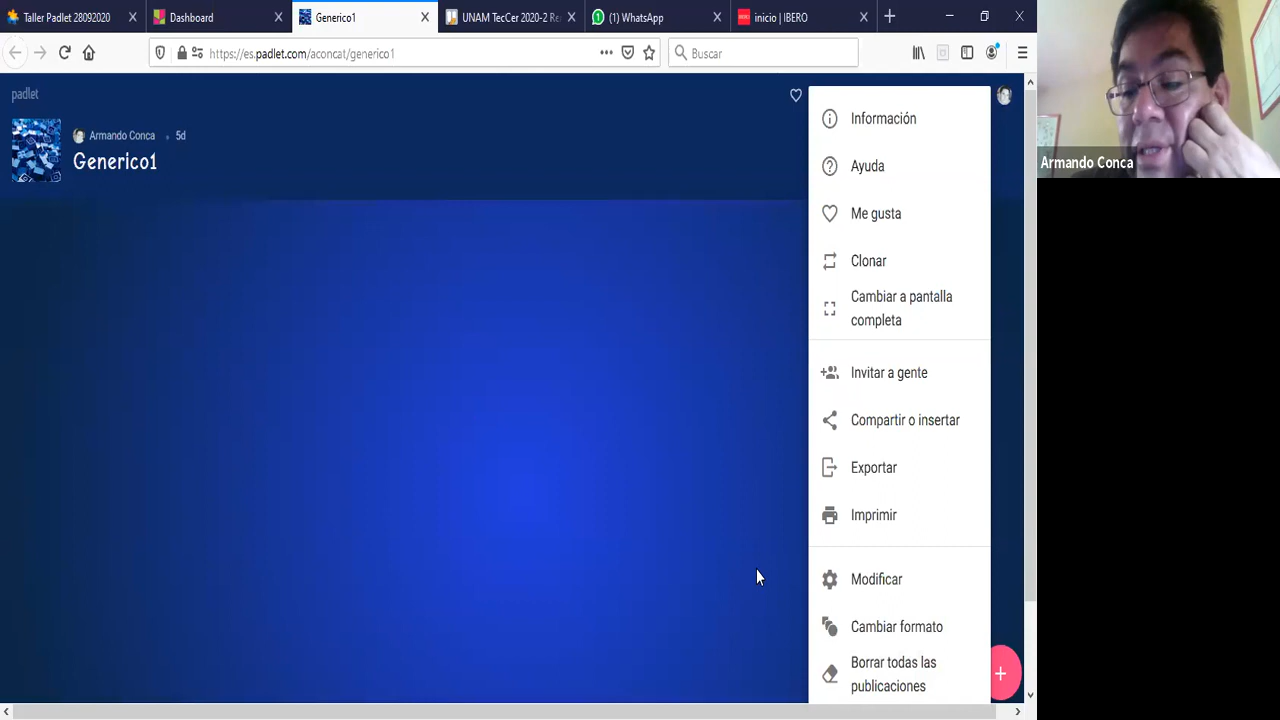 Taller Padlet 28092020
Dashboard
Generico1
UNAM TecCer 2020-2 Re
(1) WhatsApp
IBERO
inicio | IBERO
https://es.padlet.com/aconcat/generico1
Buscar
padlet
Armando Conca • 5d
Generico1
Información
Ayuda
Me gusta
Clonar
Cambiar a pantalla
completa
Invitar a gente
Compartir o insertar
Exportar
Imprimir
Modificar
Cambiar formato
Borrar todas las
publicaciones
Armando Conca